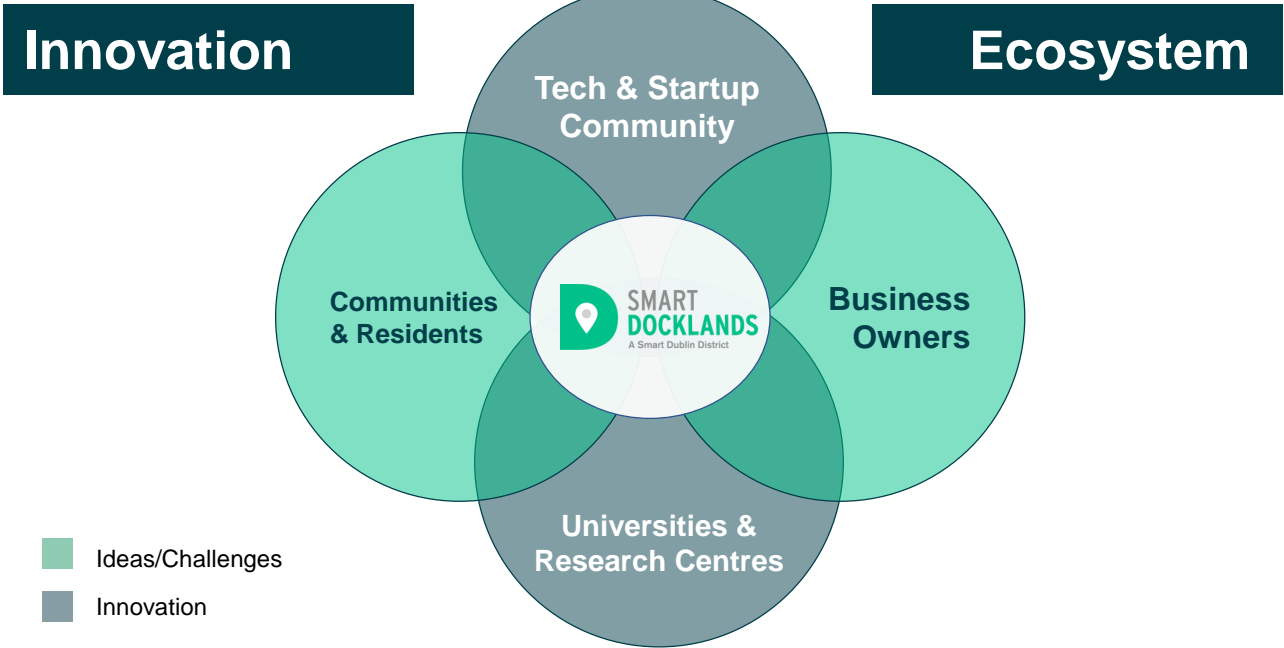 Innovation
Ecosystem
Tech & Startup
Community
Communities
& Residents
SMART
DOCKLANDS
A Smart Dublin District
Business
Owners
Universities &
Research Centres
Ideas/Challenges
Innovation